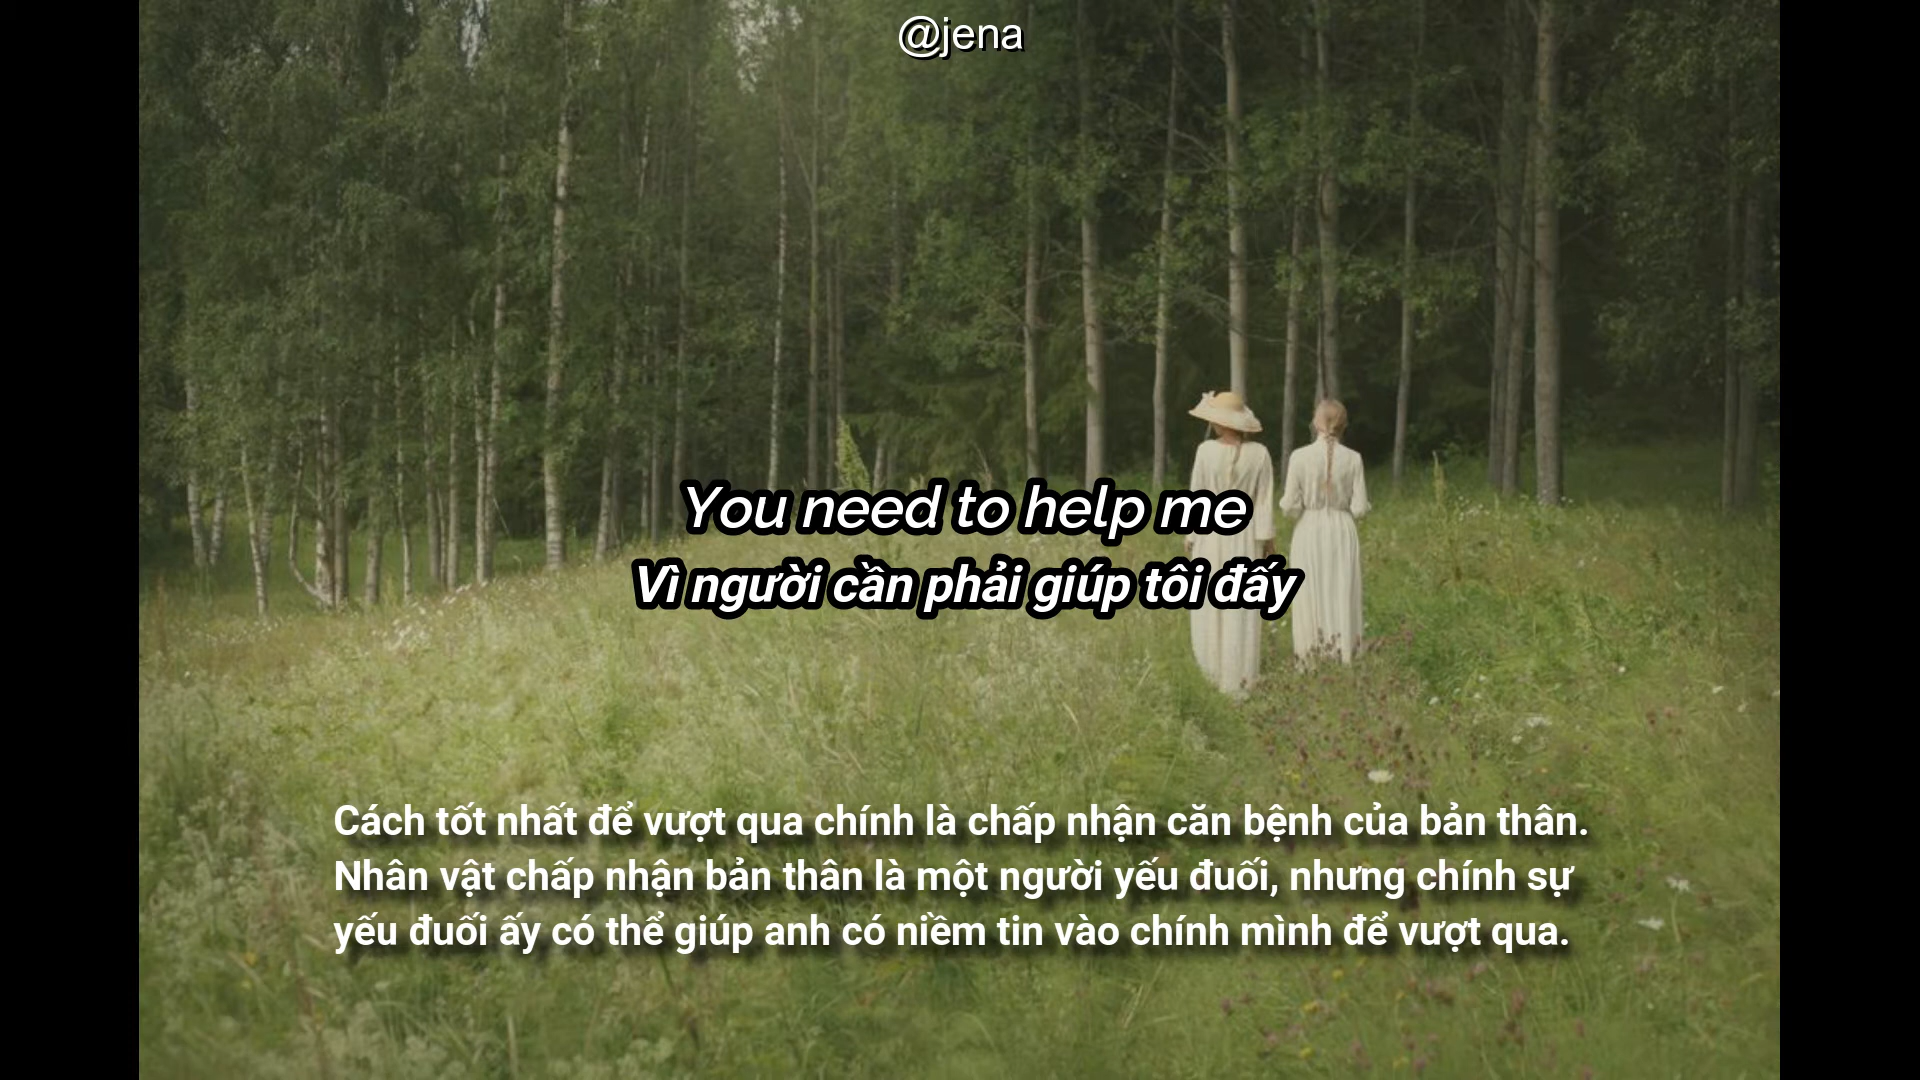 @jena
You need to help me
Vì người cần phải giúp tôi đấy
Cách tốt nhất để vượt qua chính là chấp nhận căn bệnh của bản thân.
Nhân vật chấp nhận bản thân là một người yếu đuối, nhưng chính sự
yếu đuối ấy có thể giúp anh có niềm tin vào chính mình để vượt qua.